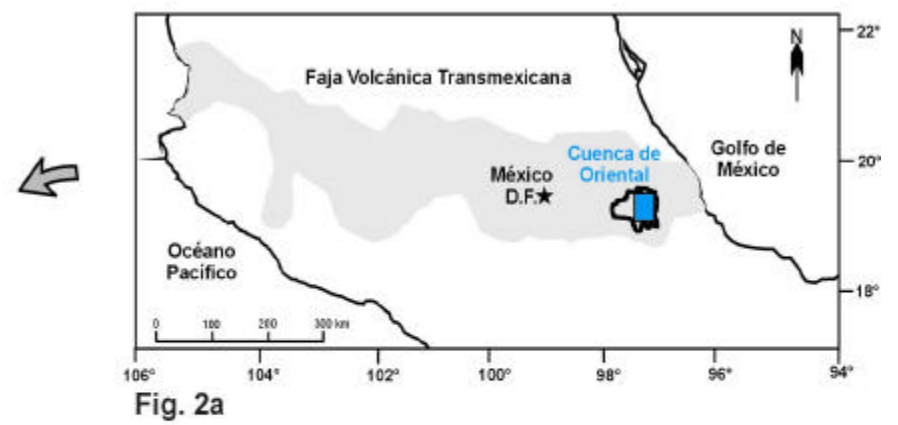 N
22°
Faja Volcánica Transmexicana
Golfo de
México
20°
Cuenca de
Oriental
México
D.F.
Océano
Pacífico
18°
0 100 200 300 km
106° 104° 102° 100° 98° 96° 94°
Fig. 2a